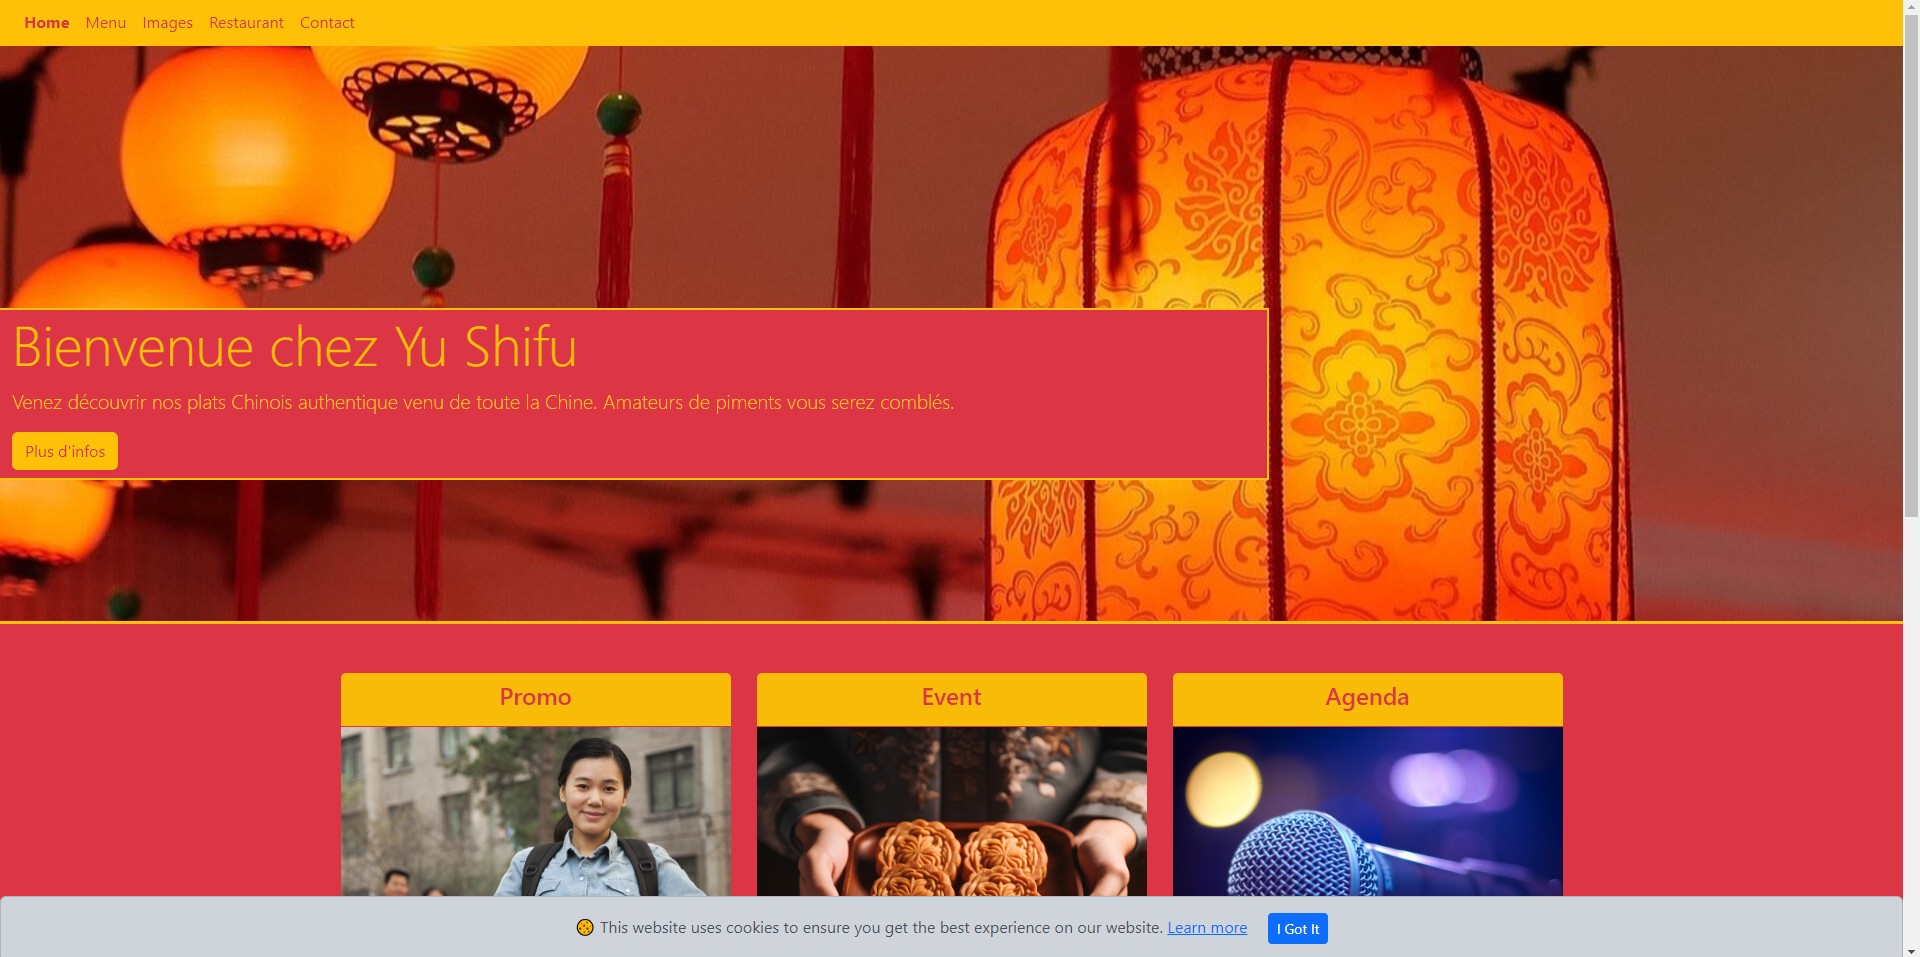 Home Menu Images Restaurant Contact
Bienvenue chez Yu Shifu
Venez découvrir nos plats Chinois authentique venu de toute la Chine. Amateurs de piments vous serez comblés.
Plus d'infos
Promo Event Agenda
This website uses cookies to ensure you get the best experience on our website. Learn more I Got It